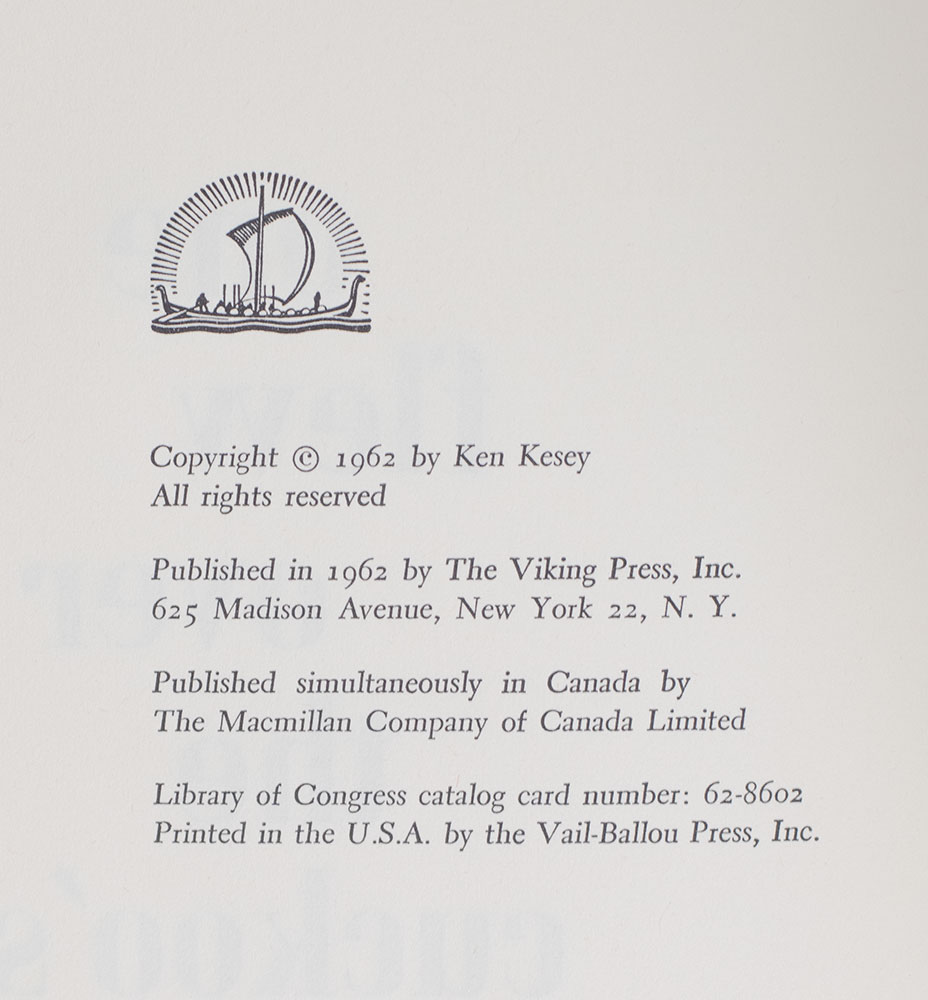 Copyright © 1962 by Ken Kesey
All rights reserved
Published in 1962 by The Viking Press, Inc.
625 Madison Avenue, New York 22, N. Y.
Published simultaneously in Canada by
The Macmillan Company of Canada Limited
Library of Congress catalog card number: 62-8602
Printed in the U.S.A. by the Vail-Ballou Press, Inc.